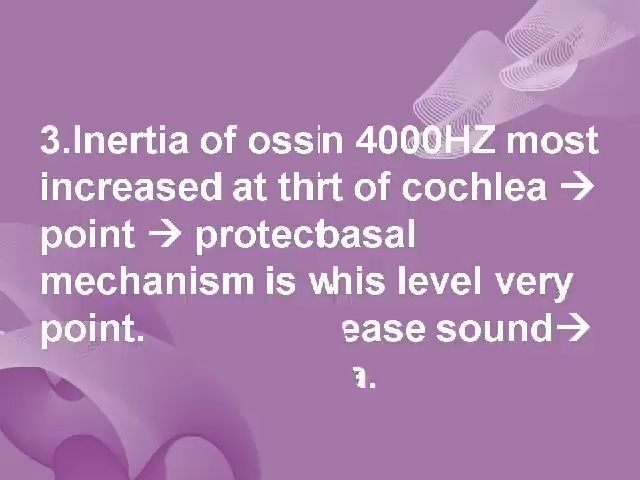 3.Inertia of ossin 4000HZ most
increased at thrt of cochlea →
point → protecbasal
mechanism is whis level very
point. ease sound→
a.